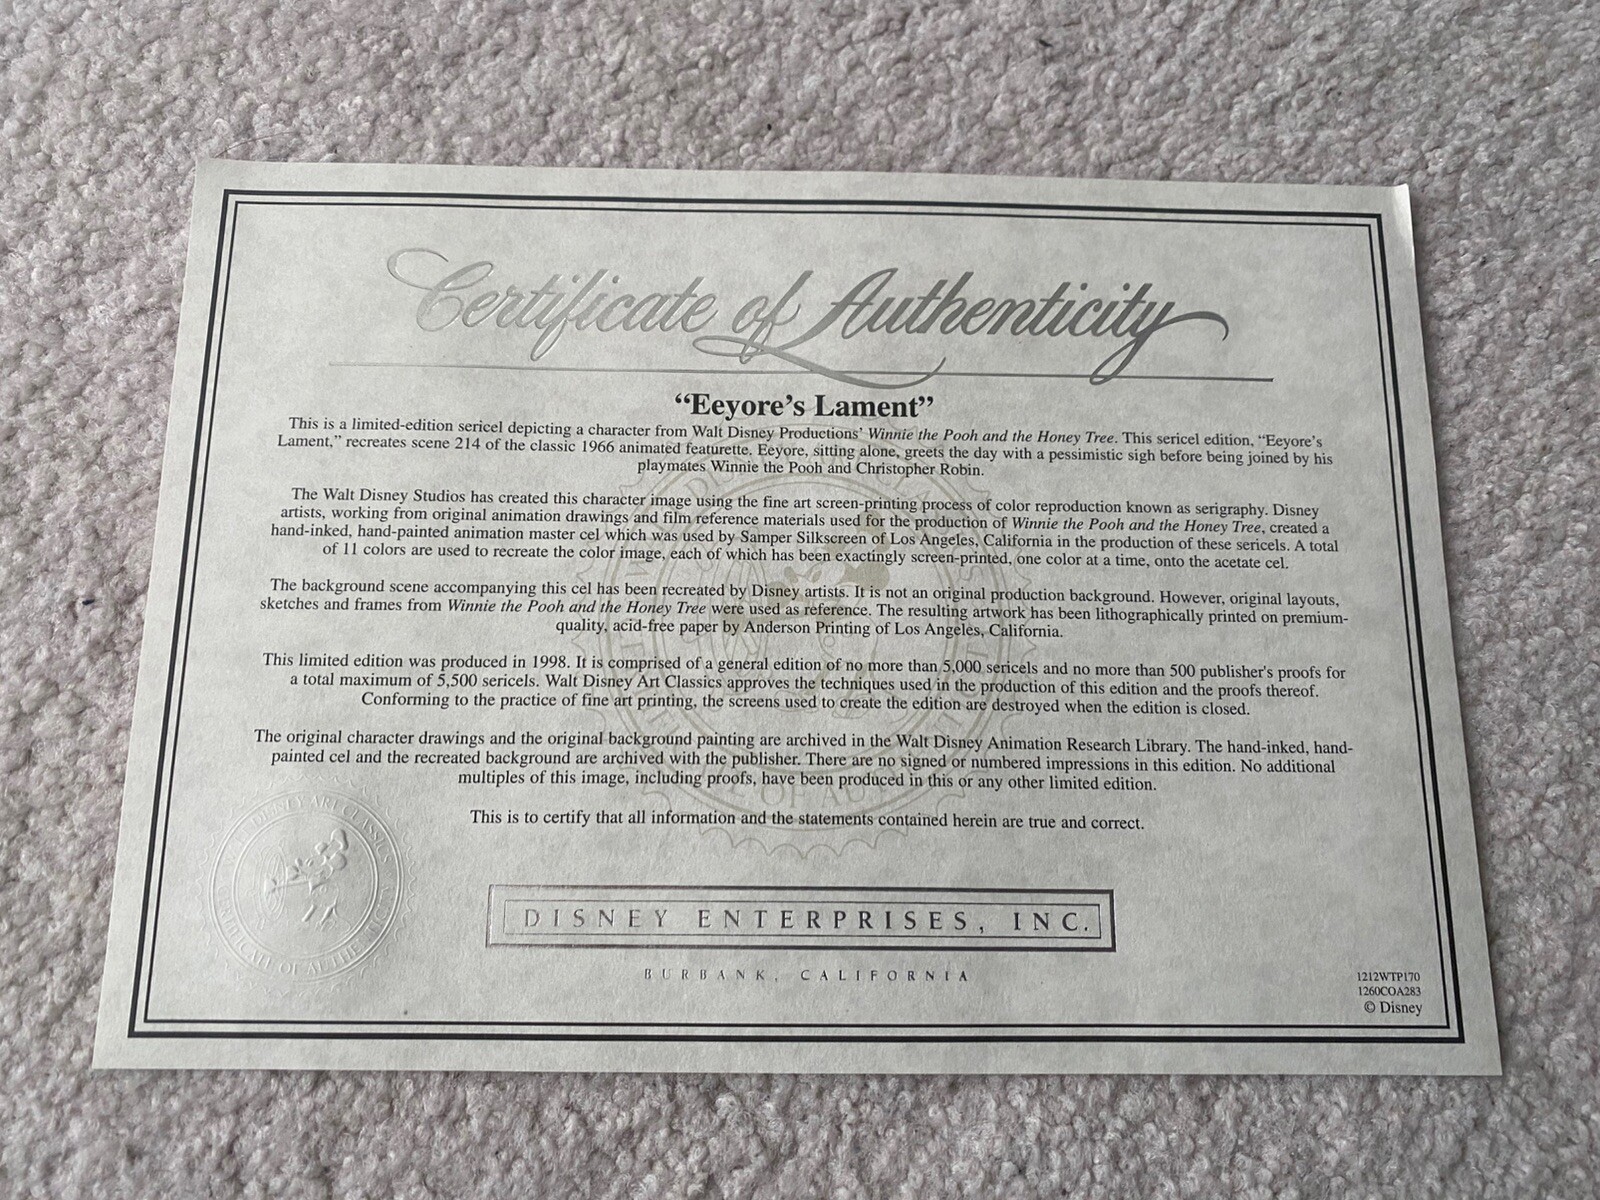 Certificate of Authenticity
“Eeyore’s Lament”
This is a limited-edition sericel depicting a character from Walt Disney Productions’ Winnie the Pooh and the Honey Tree. This sericel edition, “Eeyore’s
Lament,” recreates scene 214 of the classic 1966 animated featurette. Eeyore, sitting alone, greets the day with a pessimistic sigh before being joined by his
playmates Winnie the Pooh and Christopher Robin.
The Walt Disney Studios has created this character image using the fine art screen-printing process of color reproduction known as serigraphy. Disney
artists, working from original animation drawings and film reference materials used for the production of Winnie the Pooh and the Honey Tree, created a
hand-inked, hand-painted animation master cel which was used by Samper Silkscreen of Los Angeles, California in the production of these sericels. A total
of 11 colors are used to recreate the color image, each of which has been exactingly screen-printed, one color at a time, onto the acetate cel.
The background scene accompanying this cel has been recreated by Disney artists. It is not an original production background. However, original layouts,
sketches and frames from Winnie the Pooh and the Honey Tree were used as reference. The resulting artwork has been lithographically printed on premium-
quality, acid-free paper by Anderson Printing of Los Angeles, California.
This limited edition was produced in 1998. It is comprised of a general edition of no more than 5,000 sericels and no more than 500 publisher's proofs for
a total maximum of 5,500 sericels. Walt Disney Art Classics approves the techniques used in the production of this edition and the proofs thereof.
Conforming to the practice of fine art printing, the screens used to create the edition are destroyed when the edition is closed.
The original character drawings and the original background painting are archived in the Walt Disney Animation Research Library. The hand-inked, hand-
painted cel and the recreated background are archived with the publisher. There are no signed or numbered impressions in this edition. No additional
multiples of this image, including proofs, have been produced in this or any other limited edition.
This is to certify that all information and the statements contained herein are true and correct.
WALT DISNEY ART CLASSICS
CERTIFICATE OF AUTHENTICITY
DISNEY ENTERPRISES, INC.
BURBANK, CALIFORNIA
1212WTP170
1260COA283
© Disney